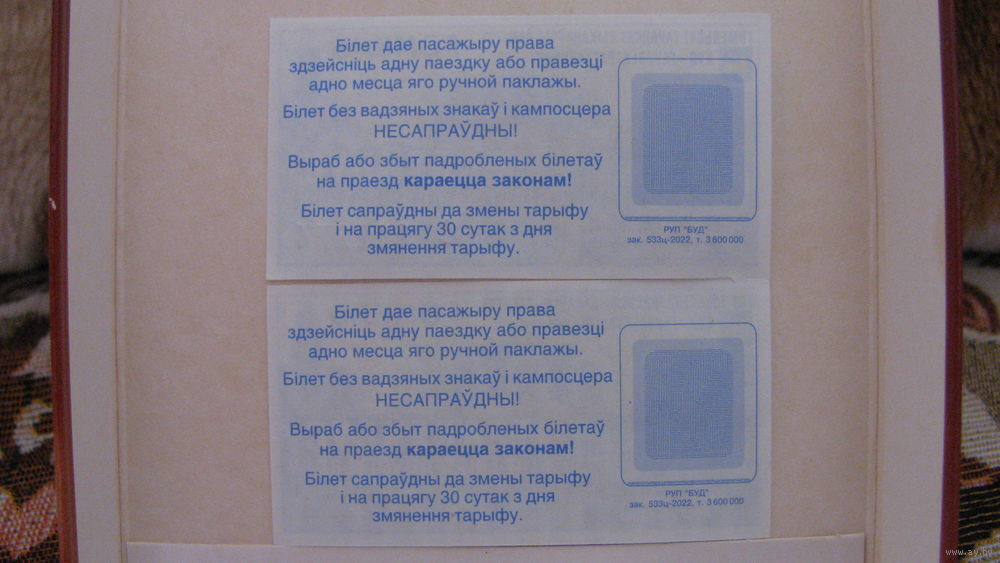 Білет дае пасажыру права
здзейсніць адну паездку або правезці
адно месца яго ручной паклажы.
Білет без вадзяных знакаў і кампосцера
НЕСАПРАЎДНЫ!
Выраб або збыт падробленых білетаў
на праезд караецца законам!
Білет сапраўдны да змены тарыфу
і на працягу 30 сутак з дня
змянення тарыфу.
РУП "БУД"
зак. 533ц-2022, т. 3 600 000
Білет дае пасажыру права
здзейсніць адну паездку або правезці
адно месца яго ручной паклажы.
Білет без вадзяных знакаў і кампосцера
НЕСАПРАЎДНЫ!
Выраб або збыт падробленых білетаў
на праезд караецца законам!
Білет сапраўдны да змены тарыфу
і на працягу 30 сутак з дня
змянення тарыфу.
РУП "БУД"
зак. 533ц-2022, т. 3 600 000
www.ay.by